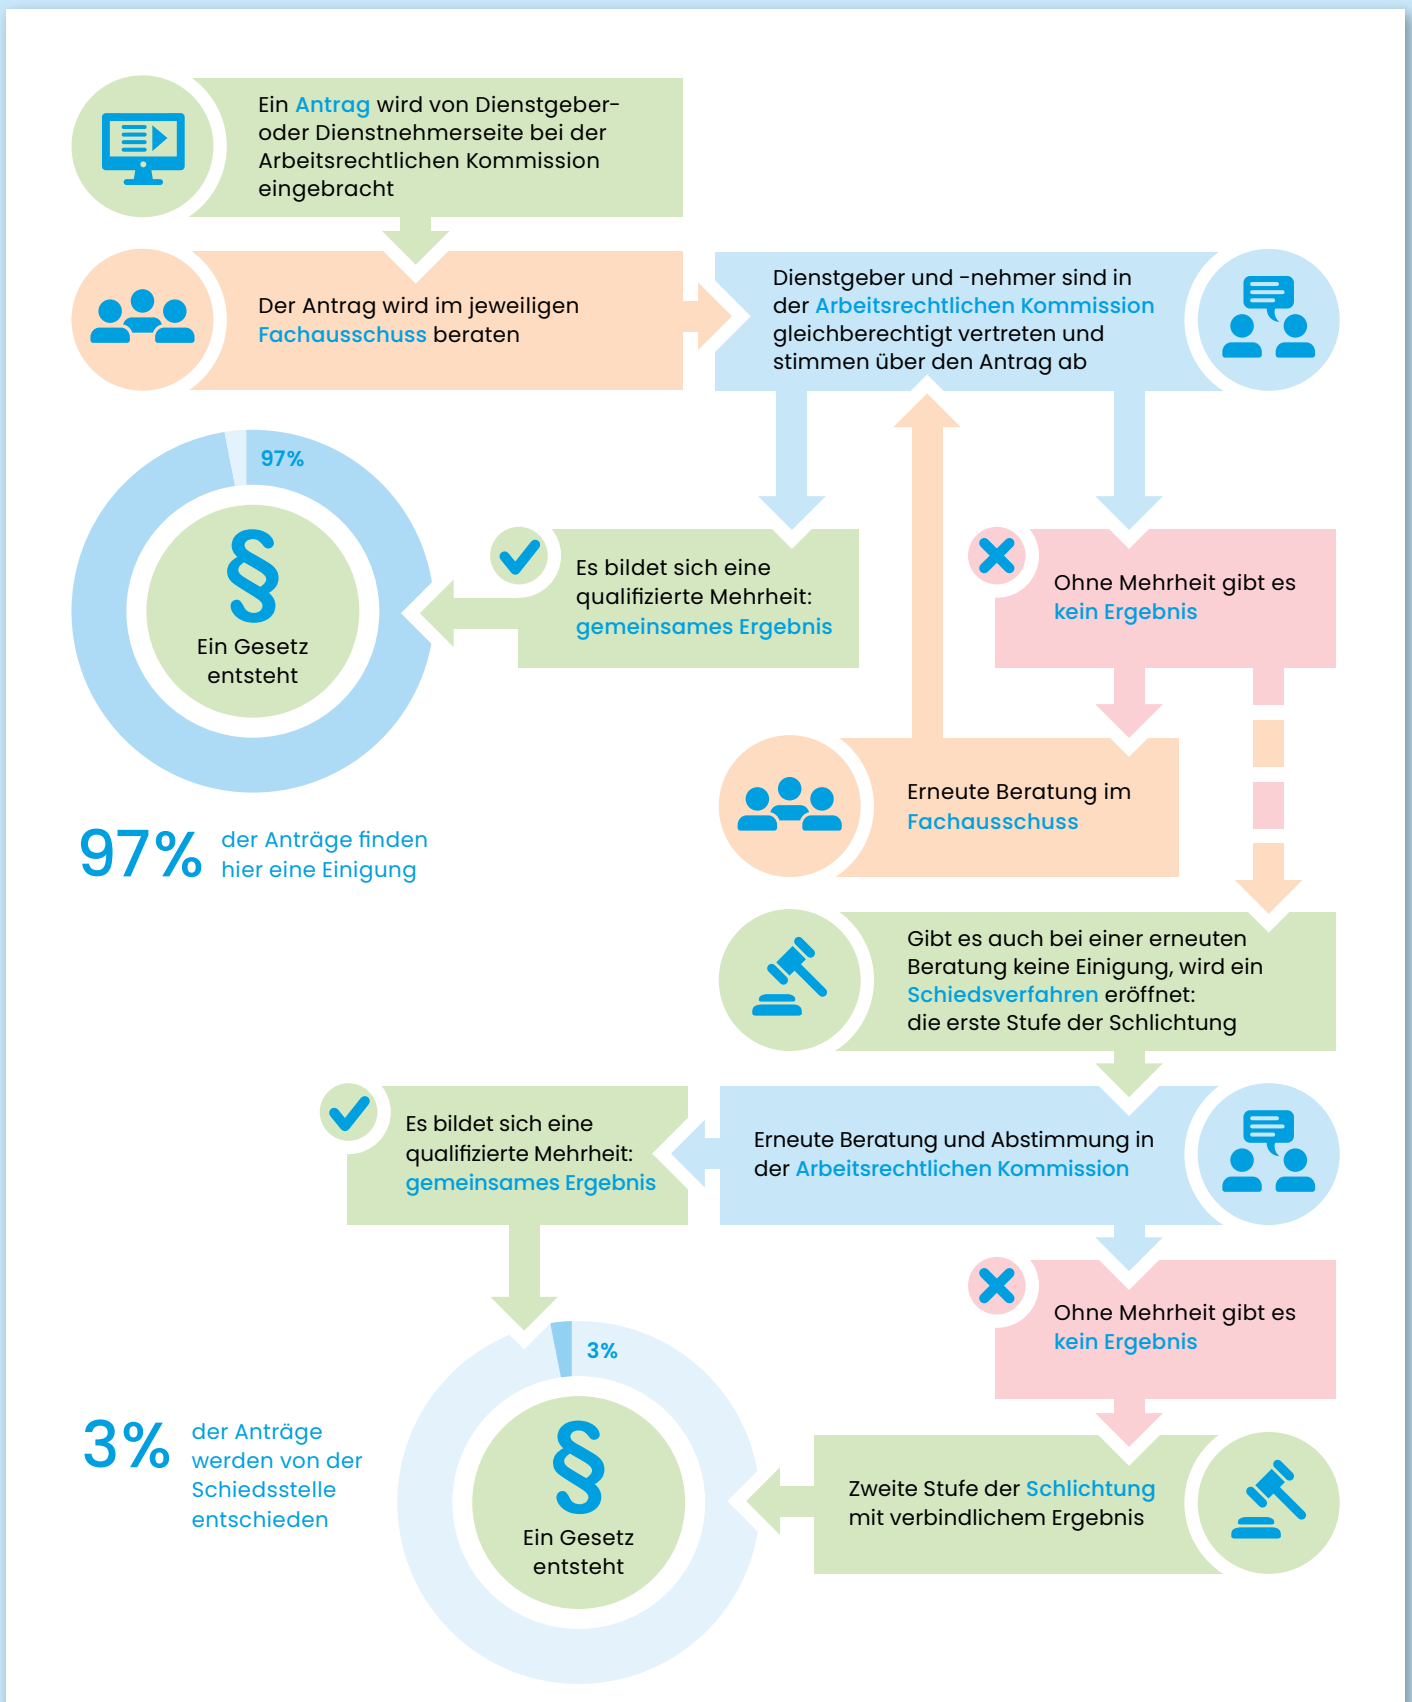 Ein Antrag wird von Dienstgeber-
oder Dienstnehmerseite bei der
Arbeitsrechtlichen Kommission
eingebracht
Der Antrag wird im jeweiligen
Fachausschuss beraten
Dienstgeber und -nehmer sind in
der Arbeitsrechtlichen Kommission
gleichberechtigt vertreten und
stimmen über den Antrag ab
97%
§
Ein Gesetz
entsteht
Es bildet sich eine
qualifizierte Mehrheit:
gemeinsames Ergebnis
Ohne Mehrheit gibt es
kein Ergebnis
97%
der Anträge finden
hier eine Einigung
Erneute Beratung im
Fachausschuss
Gibt es auch bei einer erneuten
Beratung keine Einigung, wird ein
Schiedsverfahren eröffnet:
die erste Stufe der Schlichtung
Es bildet sich eine
qualifizierte Mehrheit:
gemeinsames Ergebnis
Erneute Beratung und Abstimmung in
der Arbeitsrechtlichen Kommission
Ohne Mehrheit gibt es
kein Ergebnis
3%
3%
der Anträge
werden von der
Schiedsstelle
entschieden
§
Ein Gesetz
entsteht
Zweite Stufe der Schlichtung
mit verbindlichem Ergebnis